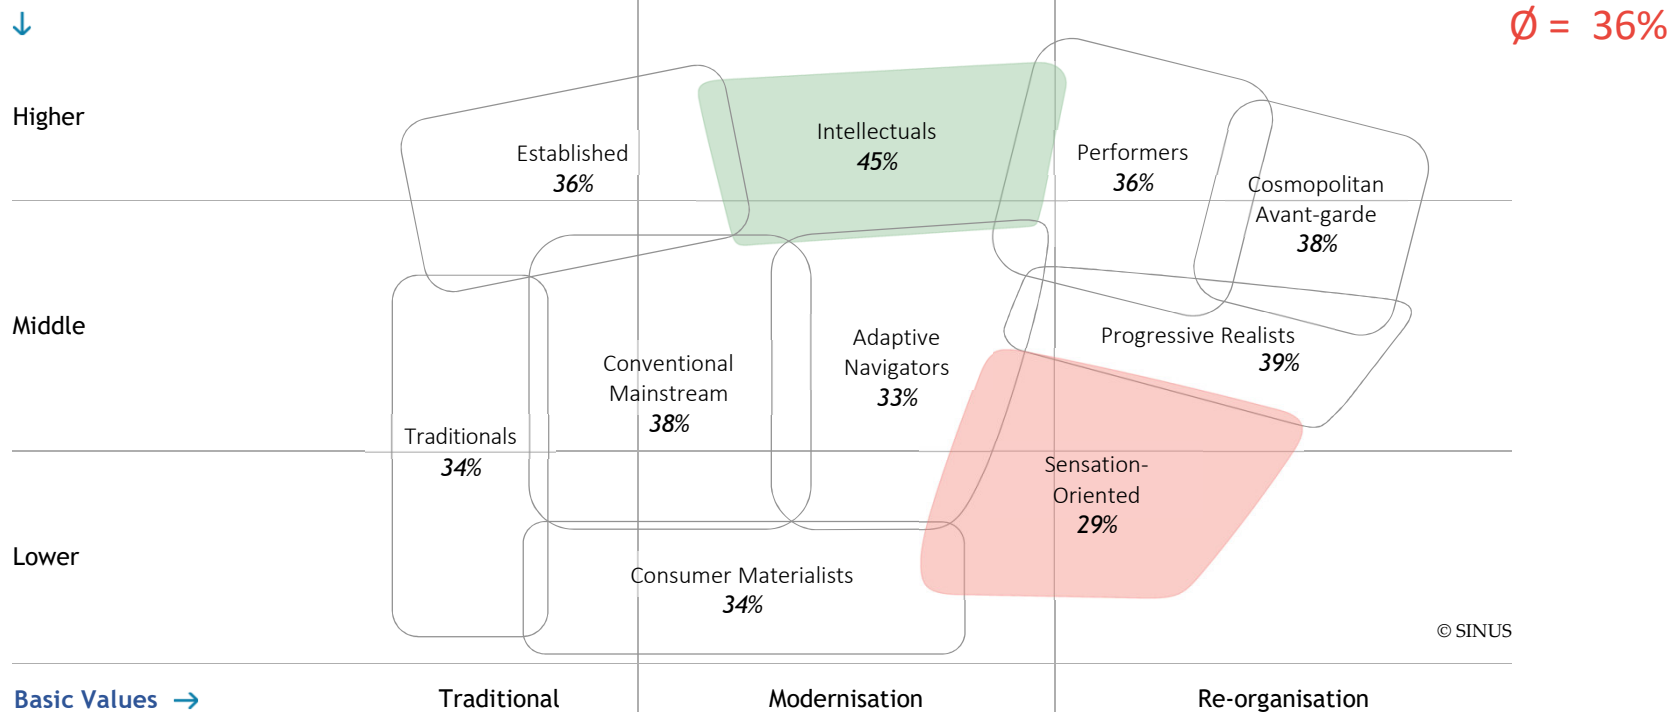 ↓
Ø = 36%
Higher
Established
36%
Intellectuals
45%
Performers
36%
Cosmopolitan
Avant-garde
38%
Middle
Progressive Realists
39%
Adaptive
Navigators
33%
Conventional
Mainstream
38%
Traditionals
34%
Sensation-
Oriented
29%
Lower
Consumer Materialists
34%
© SINUS
Basic Values →
Traditional
Modernisation
Re-organisation